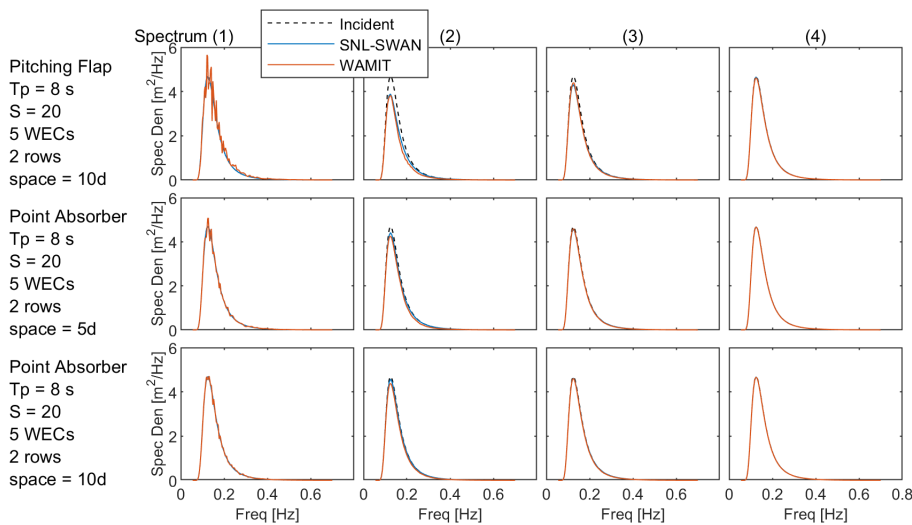 Spectrum (1)
(2)
(3)
(4)
Incident
SNL-SWAN
WAMIT
Pitching Flap
Tp = 8 s
S = 20
5 WECs
2 rows
space = 10d
Spec Den [m²/Hz]
6
4
2
0
Point Absorber
Tp = 8 s
S = 20
5 WECs
2 rows
space = 5d
Spec Den [m²/Hz]
6
4
2
0
Point Absorber
Tp = 8 s
S = 20
5 WECs
2 rows
space = 10d
Spec Den [m²/Hz]
6
4
2
0
0 0.2 0.4 0.6 0 0.2 0.4 0.6 0 0.2 0.4 0.6 0 0.2 0.4 0.6 0.8
Freq [Hz] Freq [Hz] Freq [Hz] Freq [Hz]